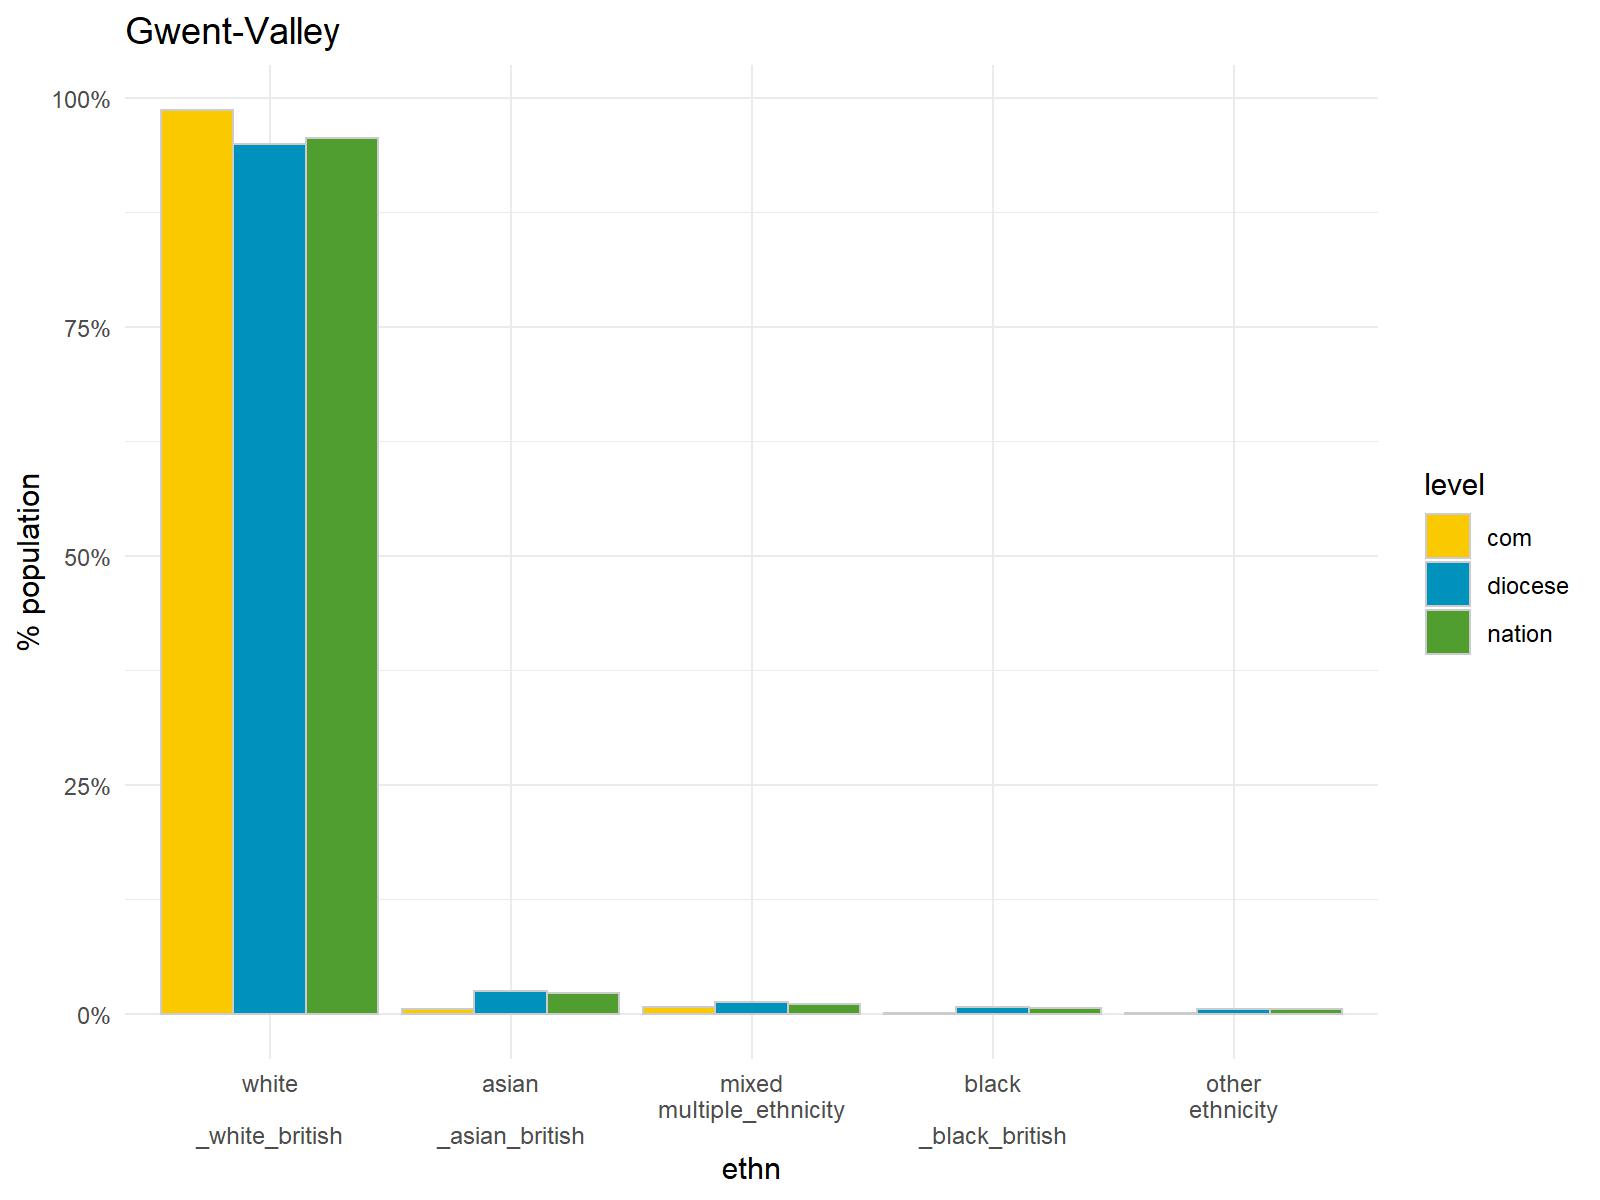 Gwent-Valley
100%
75%
50%
25%
0%
% population
white
_white_british
asian
_asian_british
mixed
multiple_ethnicity
black
_black_british
other
ethnicity
ethn
level
com
diocese
nation